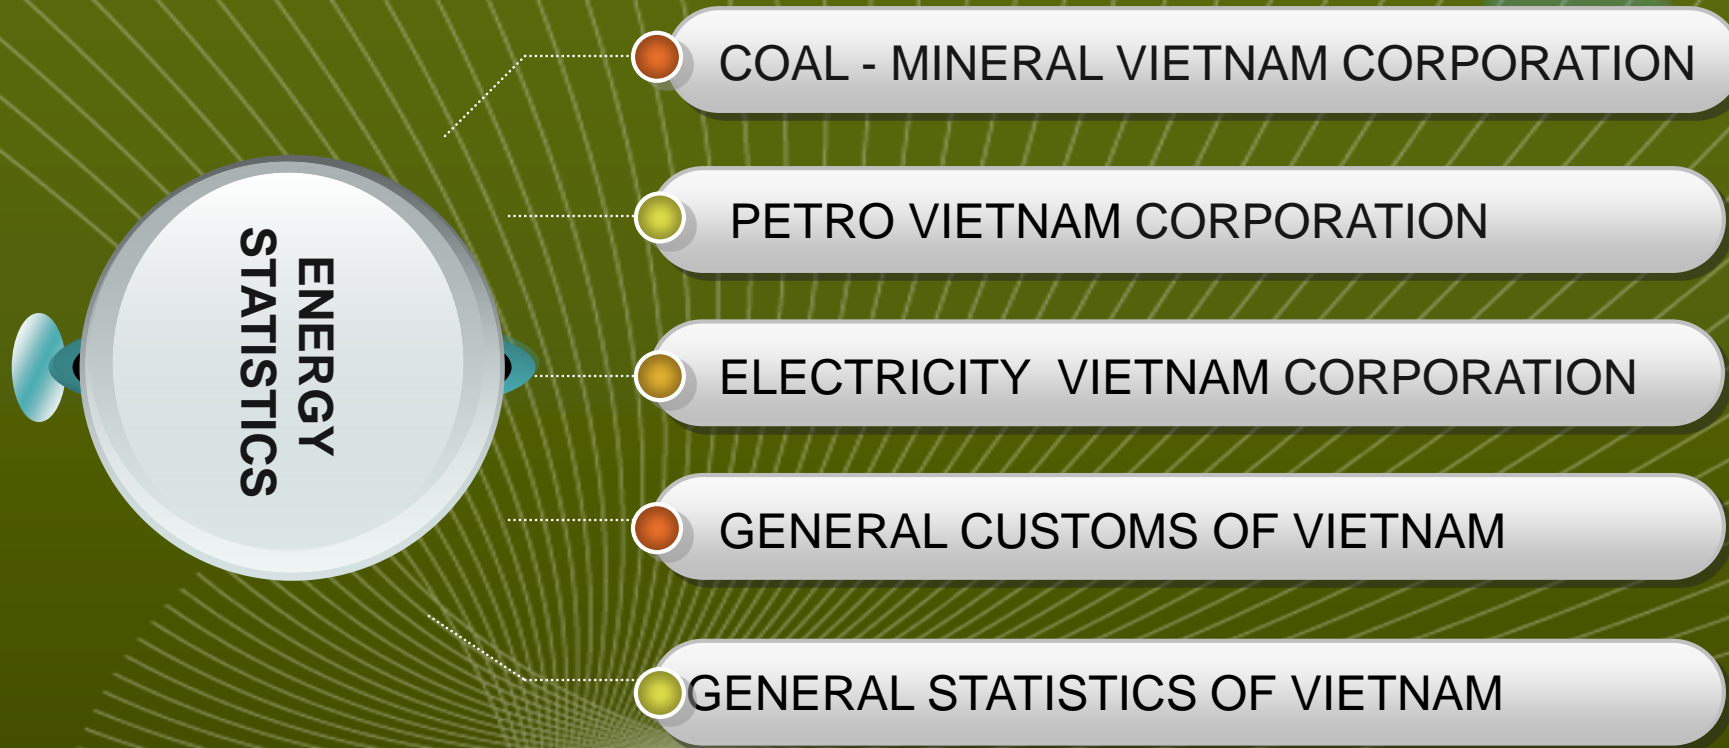 ENERGY
STATISTICS
COAL - MINERAL VIETNAM CORPORATION
PETRO VIETNAM CORPORATION
ELECTRICITY VIETNAM CORPORATION
GENERAL CUSTOMS OF VIETNAM
GENERAL STATISTICS OF VIETNAM